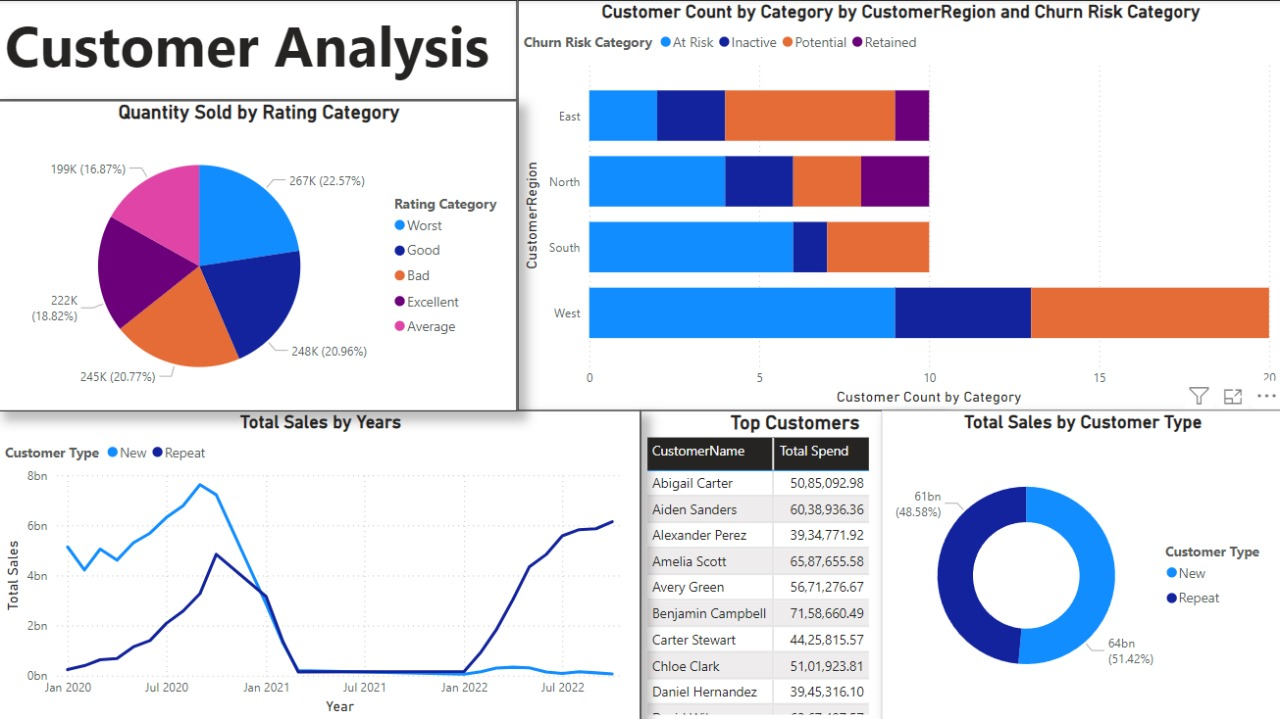 Customer Analysis
Quantity Sold by Rating Category
199K (16.87%)
267K (22.57%)
222K
(18.82%)
248K (20.96%)
245K (20.77%)
Rating Category
Worst
Good
Bad
Excellent
Average
Customer Count by Category by CustomerRegion and Churn Risk Category
Churn Risk Category At Risk Inactive Potential Retained
CustomerRegion
East
North
South
West
0 5 10 15 20
Customer Count by Category
Total Sales by Years
Customer Type New Repeat
Total Sales
8bn
6bn
4bn
2bn
0bn
Jan 2020 Jul 2020 Jan 2021 Jul 2021 Jan 2022 Jul 2022
Year
Top Customers
CustomerName Total Spend
Abigail Carter 50,85,092.98
Aiden Sanders 60,38,936.36
Alexander Perez 39,34,771.92
Amelia Scott 65,87,655.58
Avery Green 56,71,276.67
Benjamin Campbell 71,58,660.49
Carter Stewart 44,25,815.57
Chloe Clark 51,01,923.81
Daniel Hernandez 39,45,316.10
Total Sales by Customer Type
61bn
(48.58%)
64bn
(51.42%)
Customer Type
New
Repeat